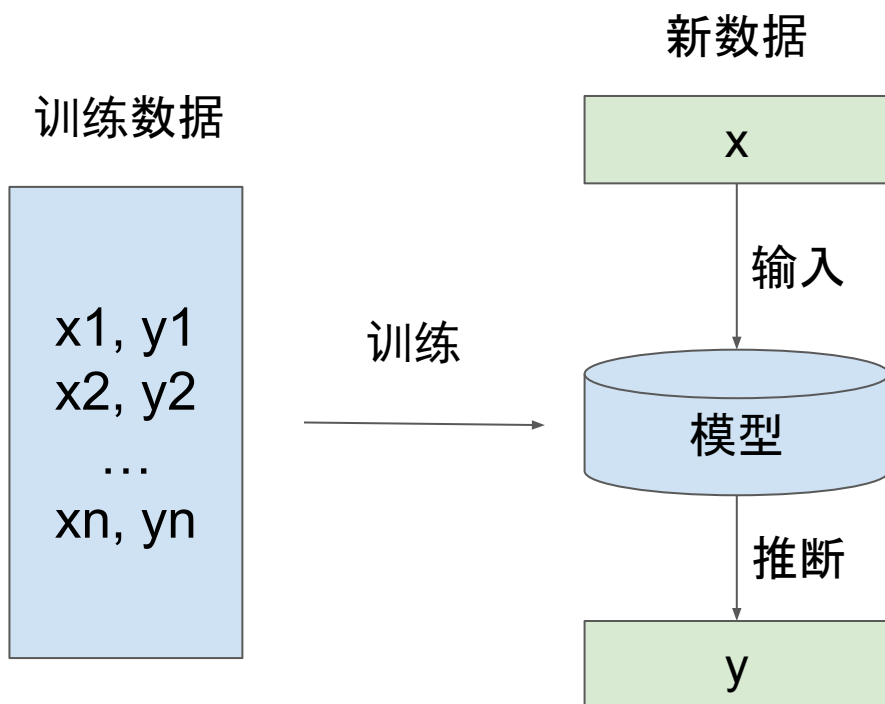 训练数据
x1, y1
x2, y2
…
xn, yn
训练
新数据
x
输入
模型
推断
y